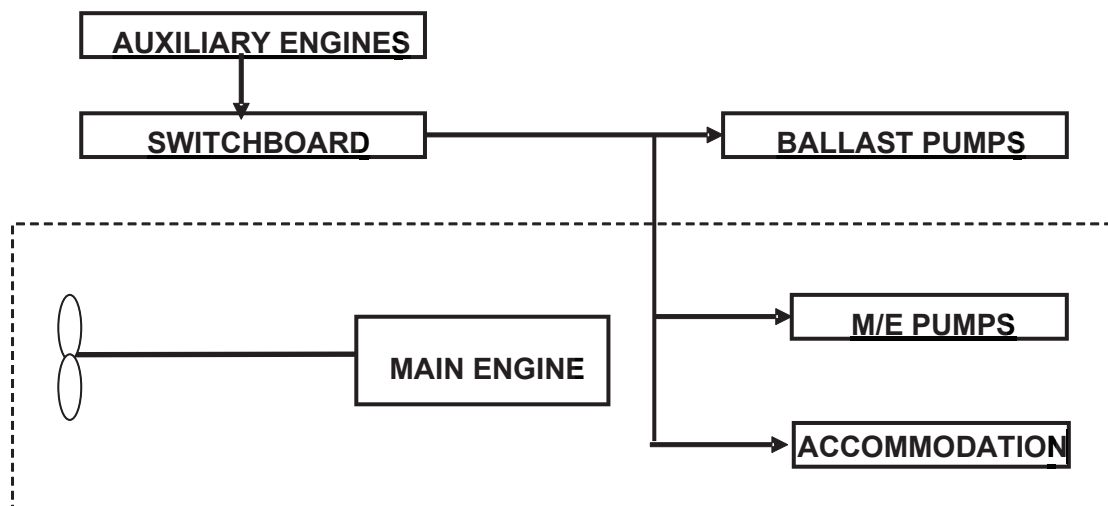 AUXILIARY ENGINES
SWITCHBOARD
BALLAST PUMPS
M/E PUMPS
MAIN ENGINE
ACCOMMODATION